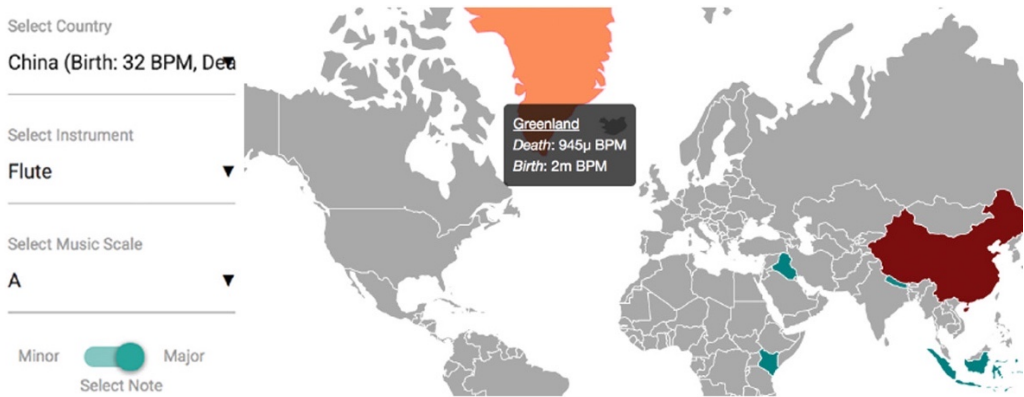 Select Country
China (Birth: 32 BPM, Dea
Select Instrument
Flute
Select Music Scale
A
Minor Major
Select Note
Greenland
Death: 945μ BPM
Birth: 2m BPM